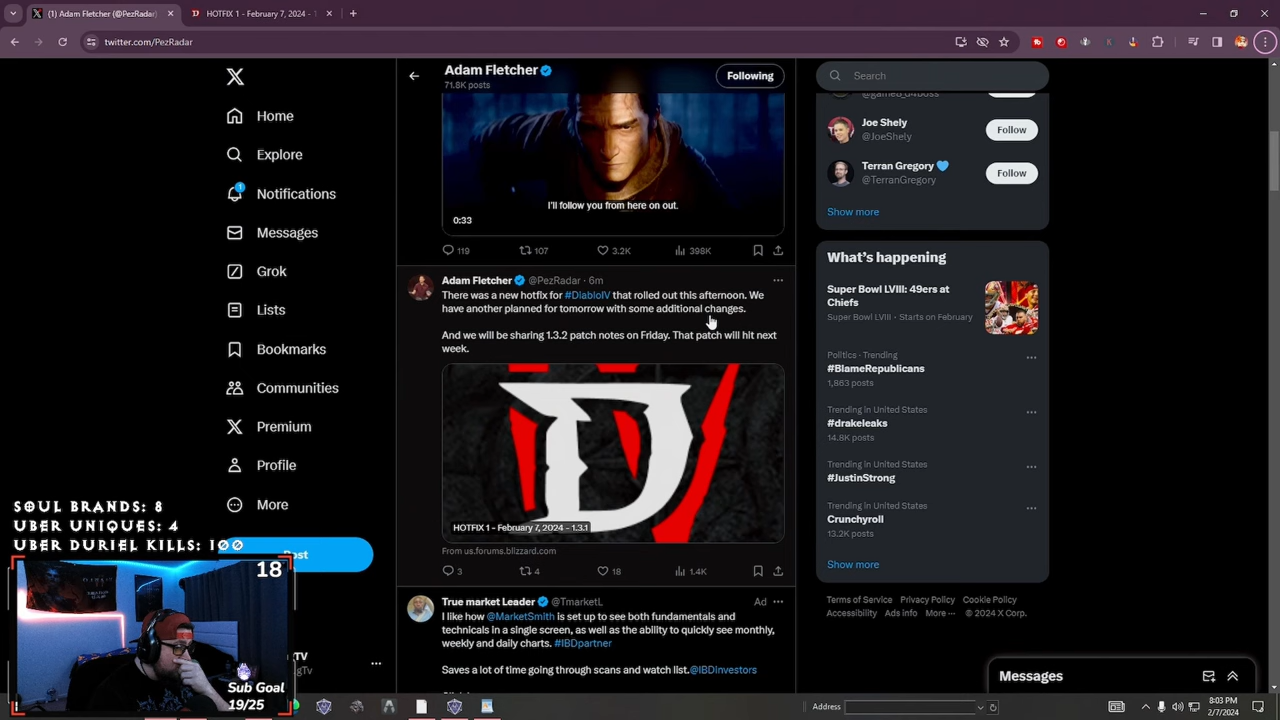 Adam Fletcher (@PezRadar)
HOTFIX 1 - February 7, 2024 - 1.3.1
twitter.com/PezRadar
Home
Explore
1
Notifications
Messages
Grok
Lists
Bookmarks
Communities
Premium
Profile
More
Post
Adam Fletcher
71.8K posts
Following
I'll follow you from here on out.
0:33
119 107 3.2K 398K
Adam Fletcher @PezRadar · 6m
There was a new hotfix for #DiabloIV that rolled out this afternoon. We
have another planned for tomorrow with some additional changes.
And we will be sharing 1.3.2 patch notes on Friday. That patch will hit next
week.
HOTFIX 1 - February 7, 2024 - 1.3.1
From us.forums.blizzard.com
3 4 18 1.4K
True market Leader @TmarketL Ad
I like how @MarketSmith is set up to see both fundamentals and
technicals in a single screen, as well as the ability to quickly see monthly,
weekly and daily charts. #IBDpartner
Saves a lot of time going through scans and watch list.@IBDInvestors
Search
Joe Shely
@JoeShely
Follow
Terran Gregory
@TerranGregory
Follow
Show more
What's happening
Super Bowl LVIII: 49ers at
Chiefs
Super Bowl LVIII · Starts on February
Politics · Trending
#BlameRepublicans
1,863 posts
Trending in United States
#drakeleaks
14.8K posts
Trending in United States
#JustinStrong
Trending in United States
Crunchyroll
13.2K posts
Show more
Terms of Service Privacy Policy Cookie Policy
Accessibility Ads info More ··· © 2024 X Corp.
Messages
SOUL BRANDS: 8
UBER UNIQUES: 4
UBER DURIEL KILLS: 100
18
Sub Goal
19/25
Address
8:03 PM
2/7/2024